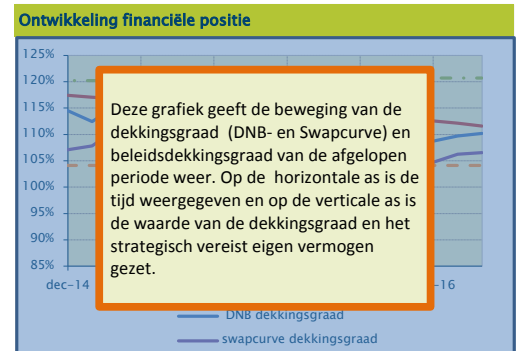 Ontwikkeling financiële positie
125%
120%
115%
110%
105%
100%
95%
90%
85%
Deze grafiek geeft de beweging van de
dekkingsgraad (DNB- en Swapcurve) en
beleidsdekkingsgraad van de afgelopen
periode weer. Op de horizontale as is de
tijd weergegeven en op de verticale as is
de waarde van de dekkingsgraad en het
strategisch vereist eigen vermogen
gezet.
dec-14
-16
DNB dekkingsgraad
swapcurve dekkingsgraad